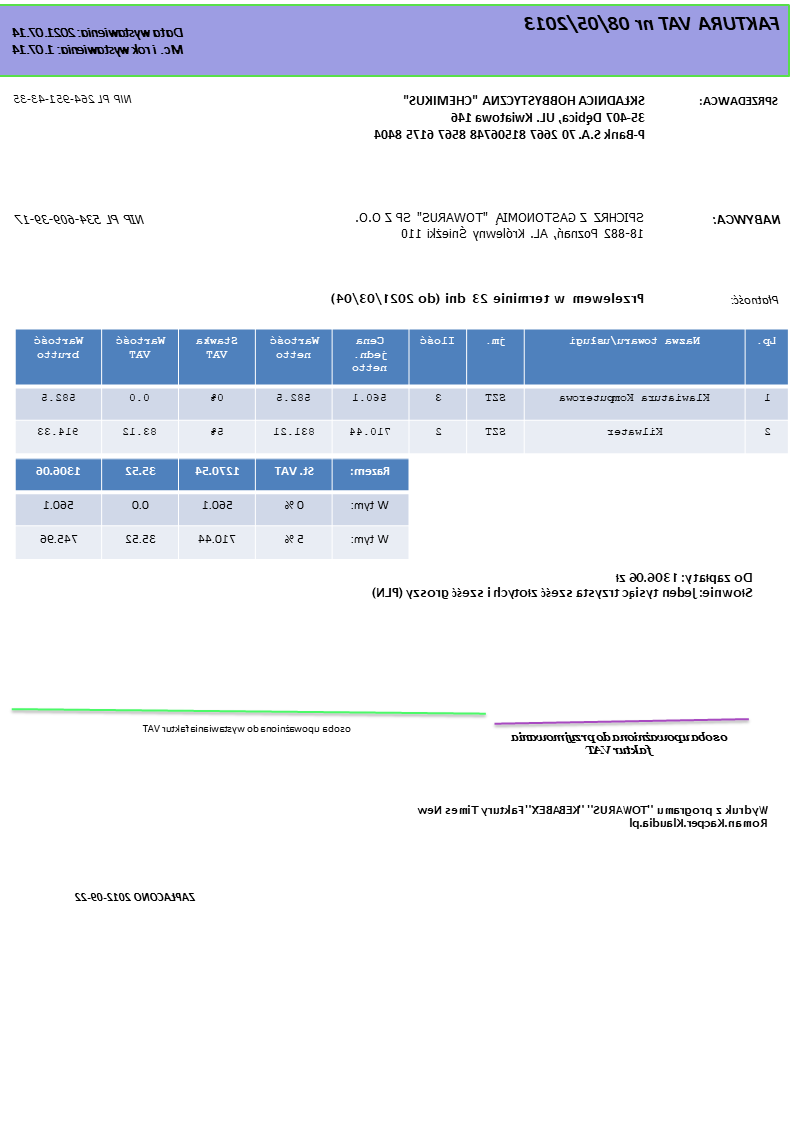 FAKTURA VAT nr 08/05/2013
Data wystawienia: 2021.07.14
Mc. i rok wystawienia: 1.07.14
SPRZEDAWCA:
SKŁADNICA HOBBYSTYCZNA "CHEMIKUS"
35-407 Dębica, UL. Kwiatowa 146
P-Bank S.A. 70 2667 81506748 8567 6175 8404
NIP PL 264-951-43-35
NABYWCA:
SPICHRZ Z GASTONOMIĄ "TOWARUS" SP Z O.O.
18-882 Poznań, AL. Królewny Śnieżki 110
NIP PL 534-609-39-17
Płatność:
Przelewem w terminie 23 dni (do 2021/03/04)
Lp. Nazwa towaru/usługi jm. Ilość Cena jedn. netto Wartość netto Stawka VAT Wartość VAT Wartość brutto
1 Klawiatura Komputerowa SZT 3 560.1 582.5 0% 0.0 582.5
2 Kilwater SZT 2 710.44 831.21 5% 83.12 914.33
Razem: St. VAT 1270.54 35.52 1306.06
W tym: 0 % 560.1 0.0 560.1
W tym: 5 % 710.44 35.52 745.96
Do zapłaty: 1306.06 zł
Słownie: Jeden tysiąc trzysta sześć złotych i sześć groszy (PLN)
osoba upoważniona do przyjmowania
faktur VAT
osoba upoważniona do wystawiania faktur VAT
Wydruk z programu "TOWARUS" "KEBABEX" Faktury Times New
Roman.Kacper.Klaudia.pl
ZAPŁACONO 2012-09-22